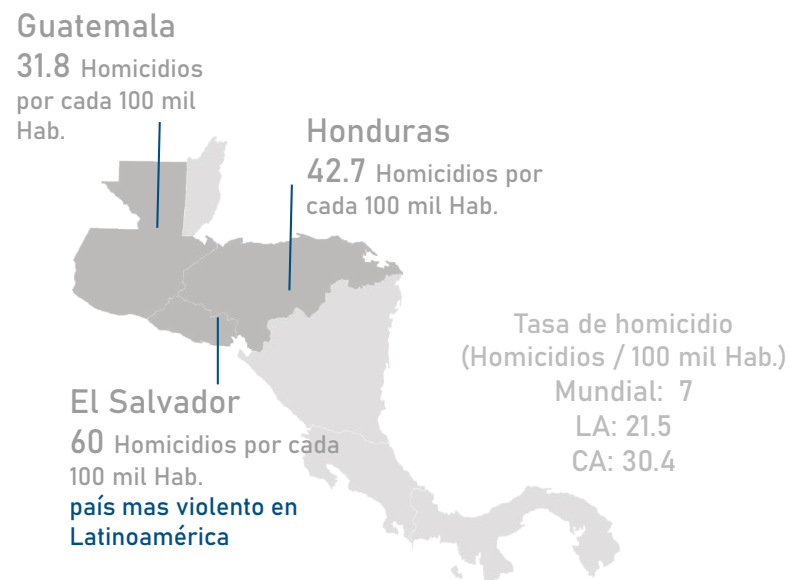 Guatemala
31.8 Homicidios
por cada 100 mil
Hab.
Honduras
42.7 Homicidios por
cada 100 mil Hab.
Tasa de homicidio
(Homicidios / 100 mil Hab.)
Mundial: 7
LA: 21.5
CA: 30.4
El Salvador
60 Homicidios por cada
100 mil Hab.
país mas violento en
Latinoamérica